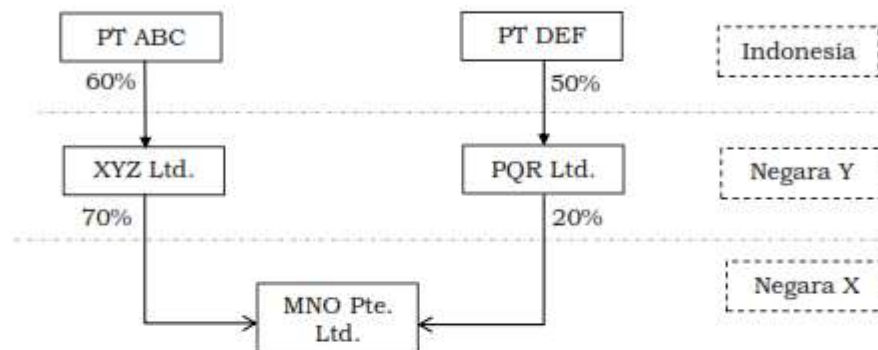 PT ABC
PT DEF
Indonesia
60%
50%
XYZ Ltd.
PQR Ltd.
Negara Y
70%
20%
MNO Pte.
Ltd.
Negara X